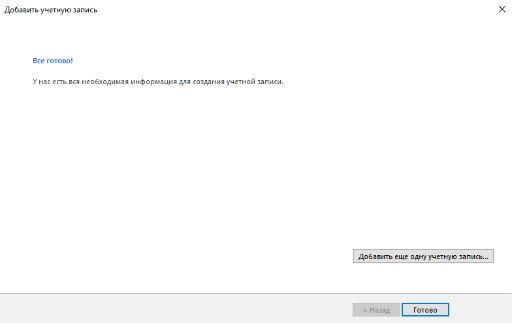 Добавить учетную запись
Все готово!
У нас есть вся необходимая информация для создания учетной записи.
Добавить еще одну учетную запись...
< Назад
Готово